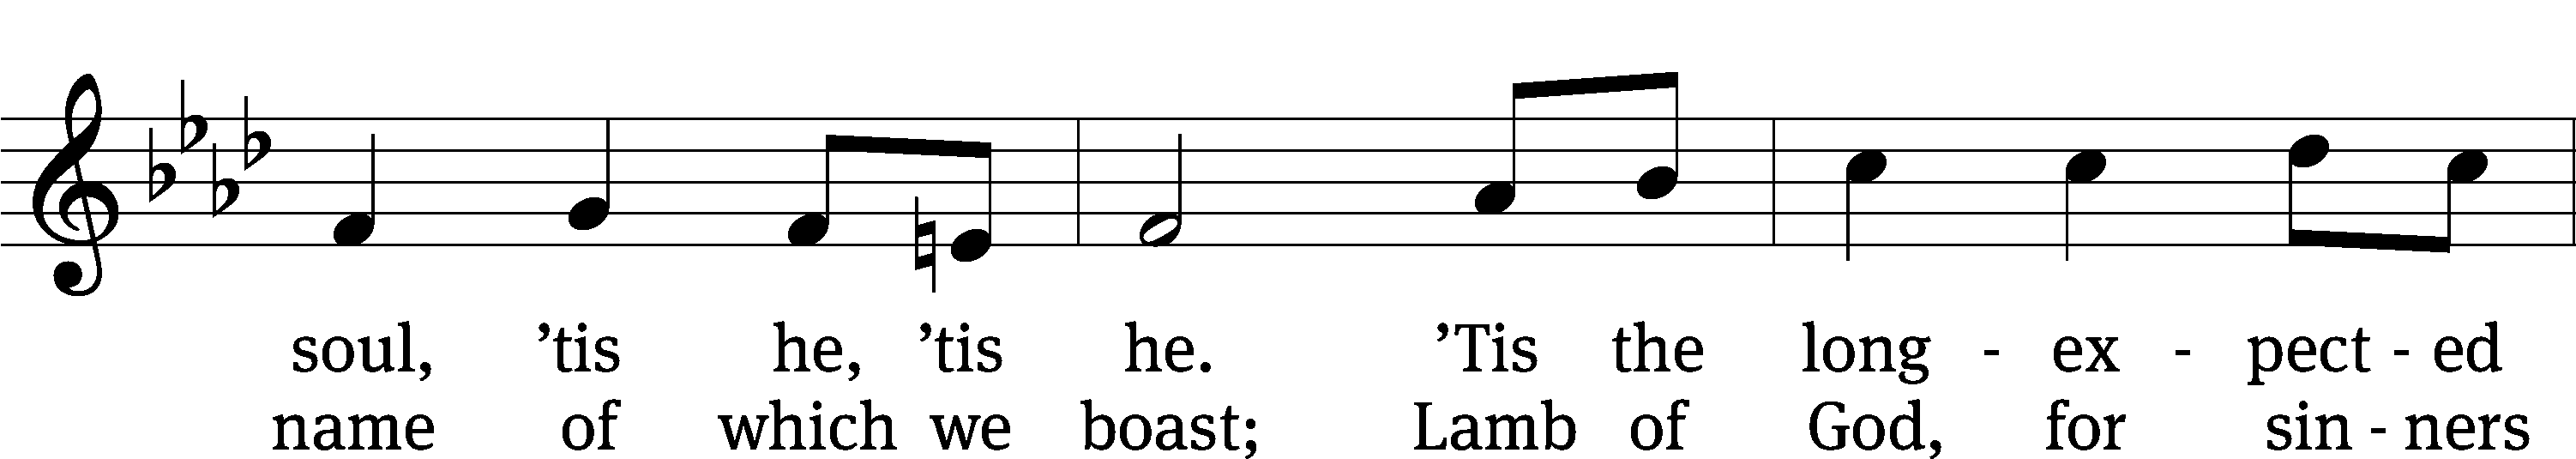 soul, ’tis he, ’tis he. ’Tis the long - ex - pect - ed
name of which we boast; Lamb of God, for sin - ners